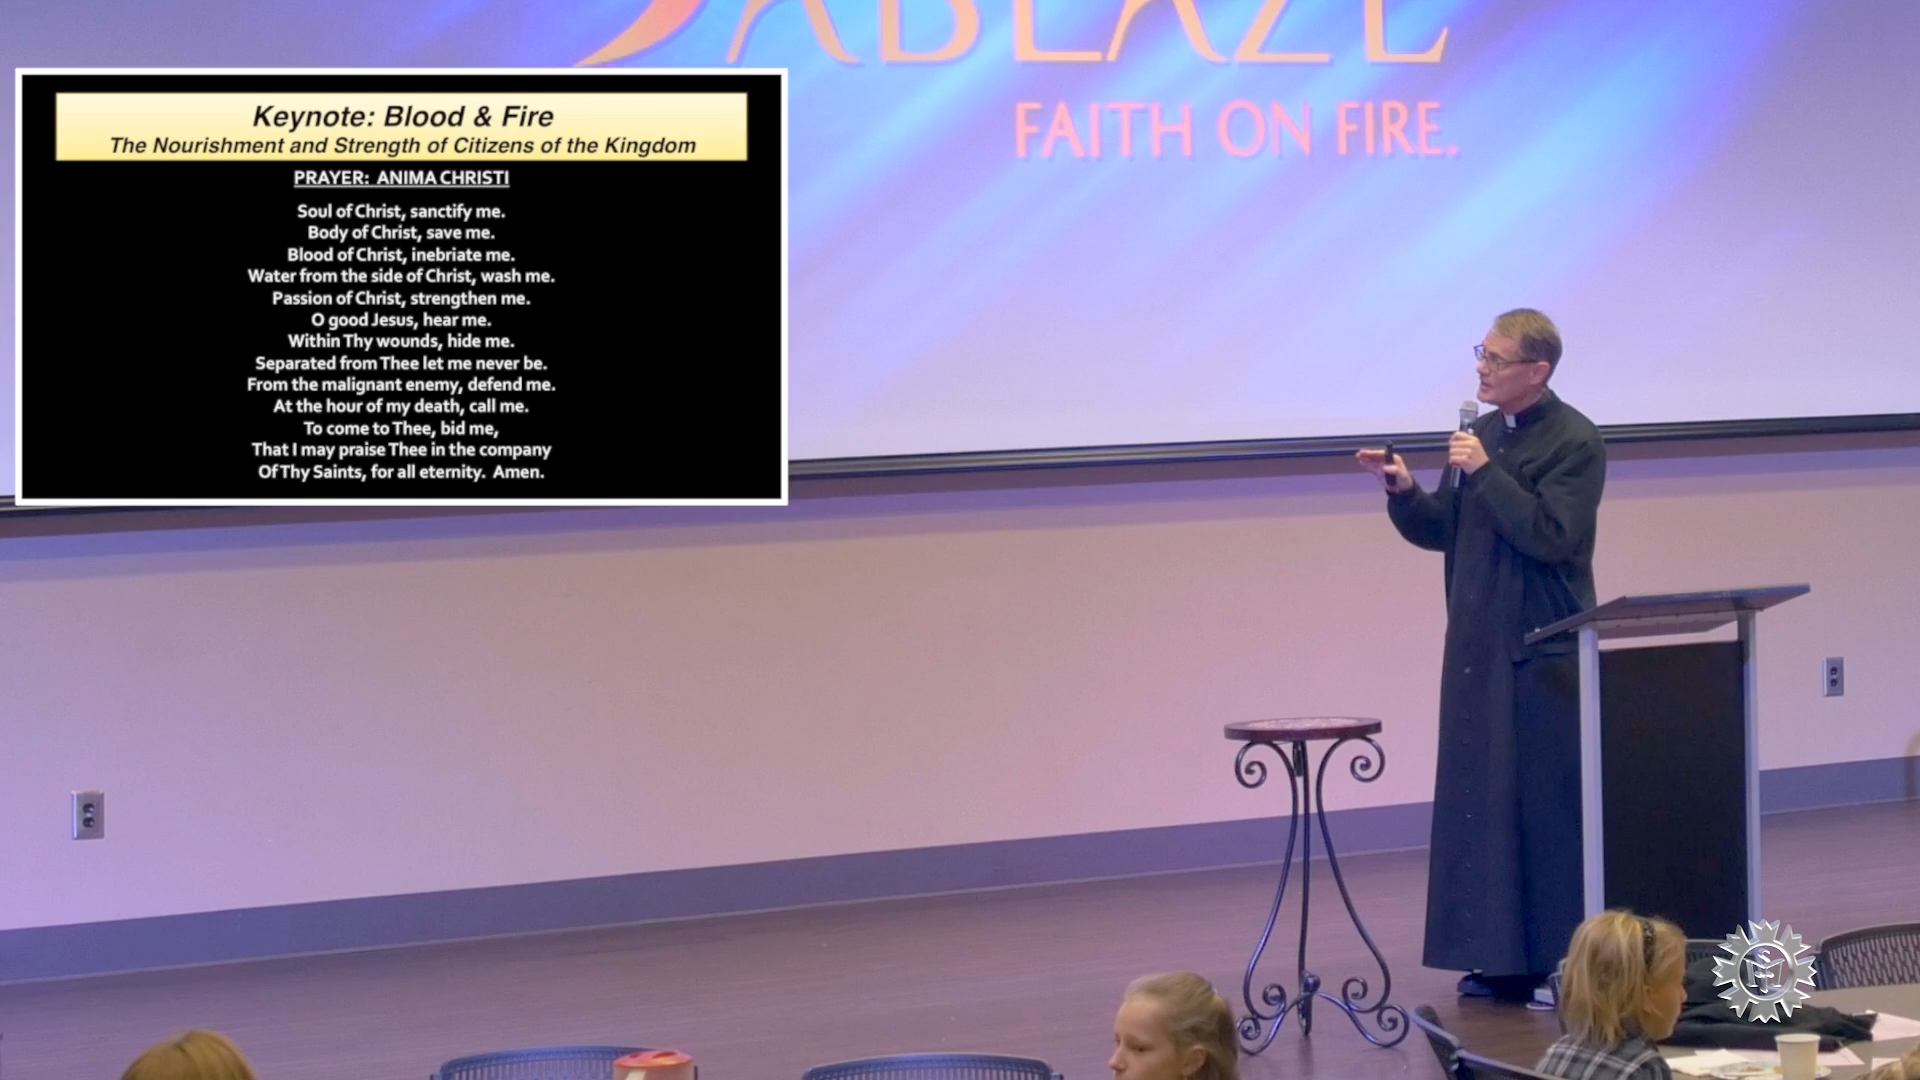 ABLAZE
FAITH ON FIRE.
Keynote: Blood & Fire
The Nourishment and Strength of Citizens of the Kingdom
PRAYER: ANIMA CHRISTI
Soul of Christ, sanctify me.
Body of Christ, save me.
Blood of Christ, inebriate me.
Water from the side of Christ, wash me.
Passion of Christ, strengthen me.
O good Jesus, hear me.
Within Thy wounds, hide me.
Separated from Thee let me never be.
From the malignant enemy, defend me.
At the hour of my death, call me.
To come to Thee, bid me,
That I may praise Thee in the company
Of Thy Saints, for all eternity. Amen.